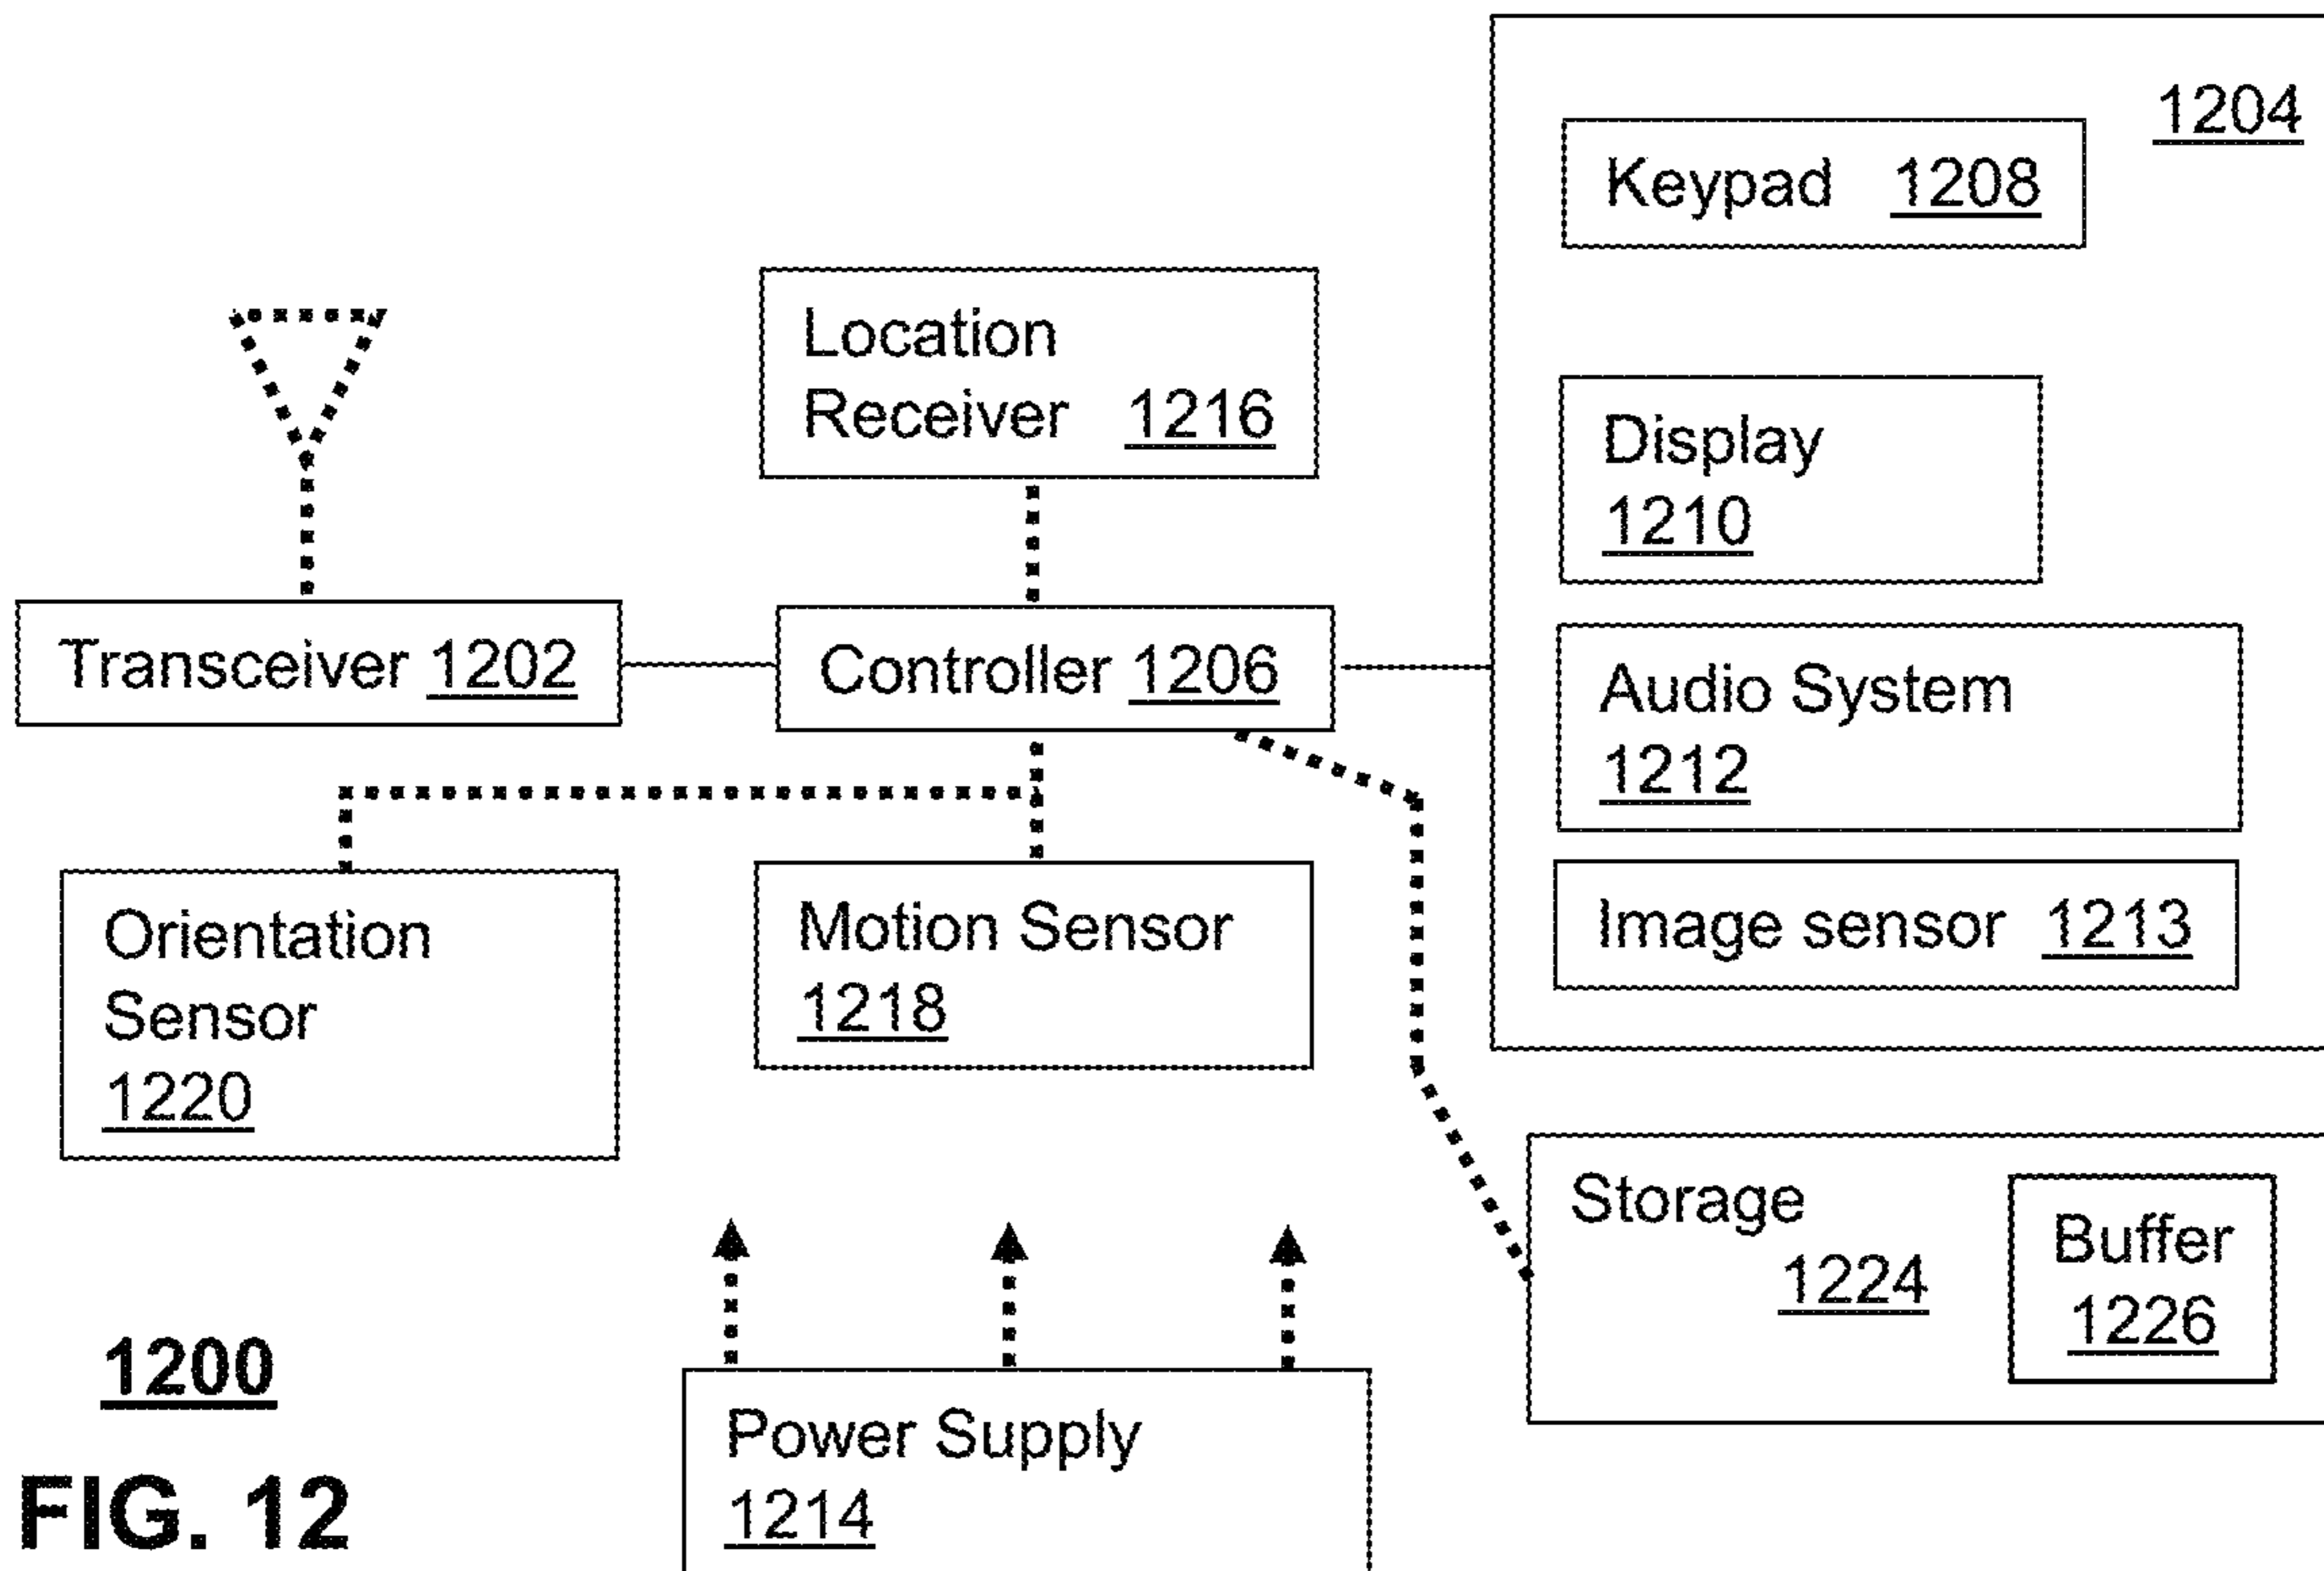 1204
Keypad 1208
Location
Receiver 1216
Display
1210
Transceiver 1202
Controller 1206
Audio System
1212
Image sensor 1213
Orientation
Sensor
1220
Motion Sensor
1218
Storage
1224
Buffer
1226
Power Supply
1214
1200
FIG. 12